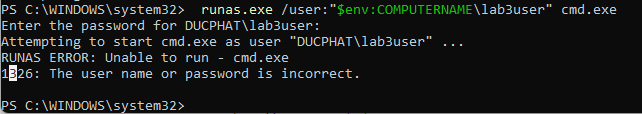 PS C:\WINDOWS\system32>  runas.exe /user:"$env:COMPUTERNAME\lab3user" cmd.exe
Enter the password for DUCPHAT\lab3user:
Attempting to start cmd.exe as user "DUCPHAT\lab3user" ...
RUNAS ERROR: Unable to run - cmd.exe
1326: The user name or password is incorrect.
PS C:\WINDOWS\system32>